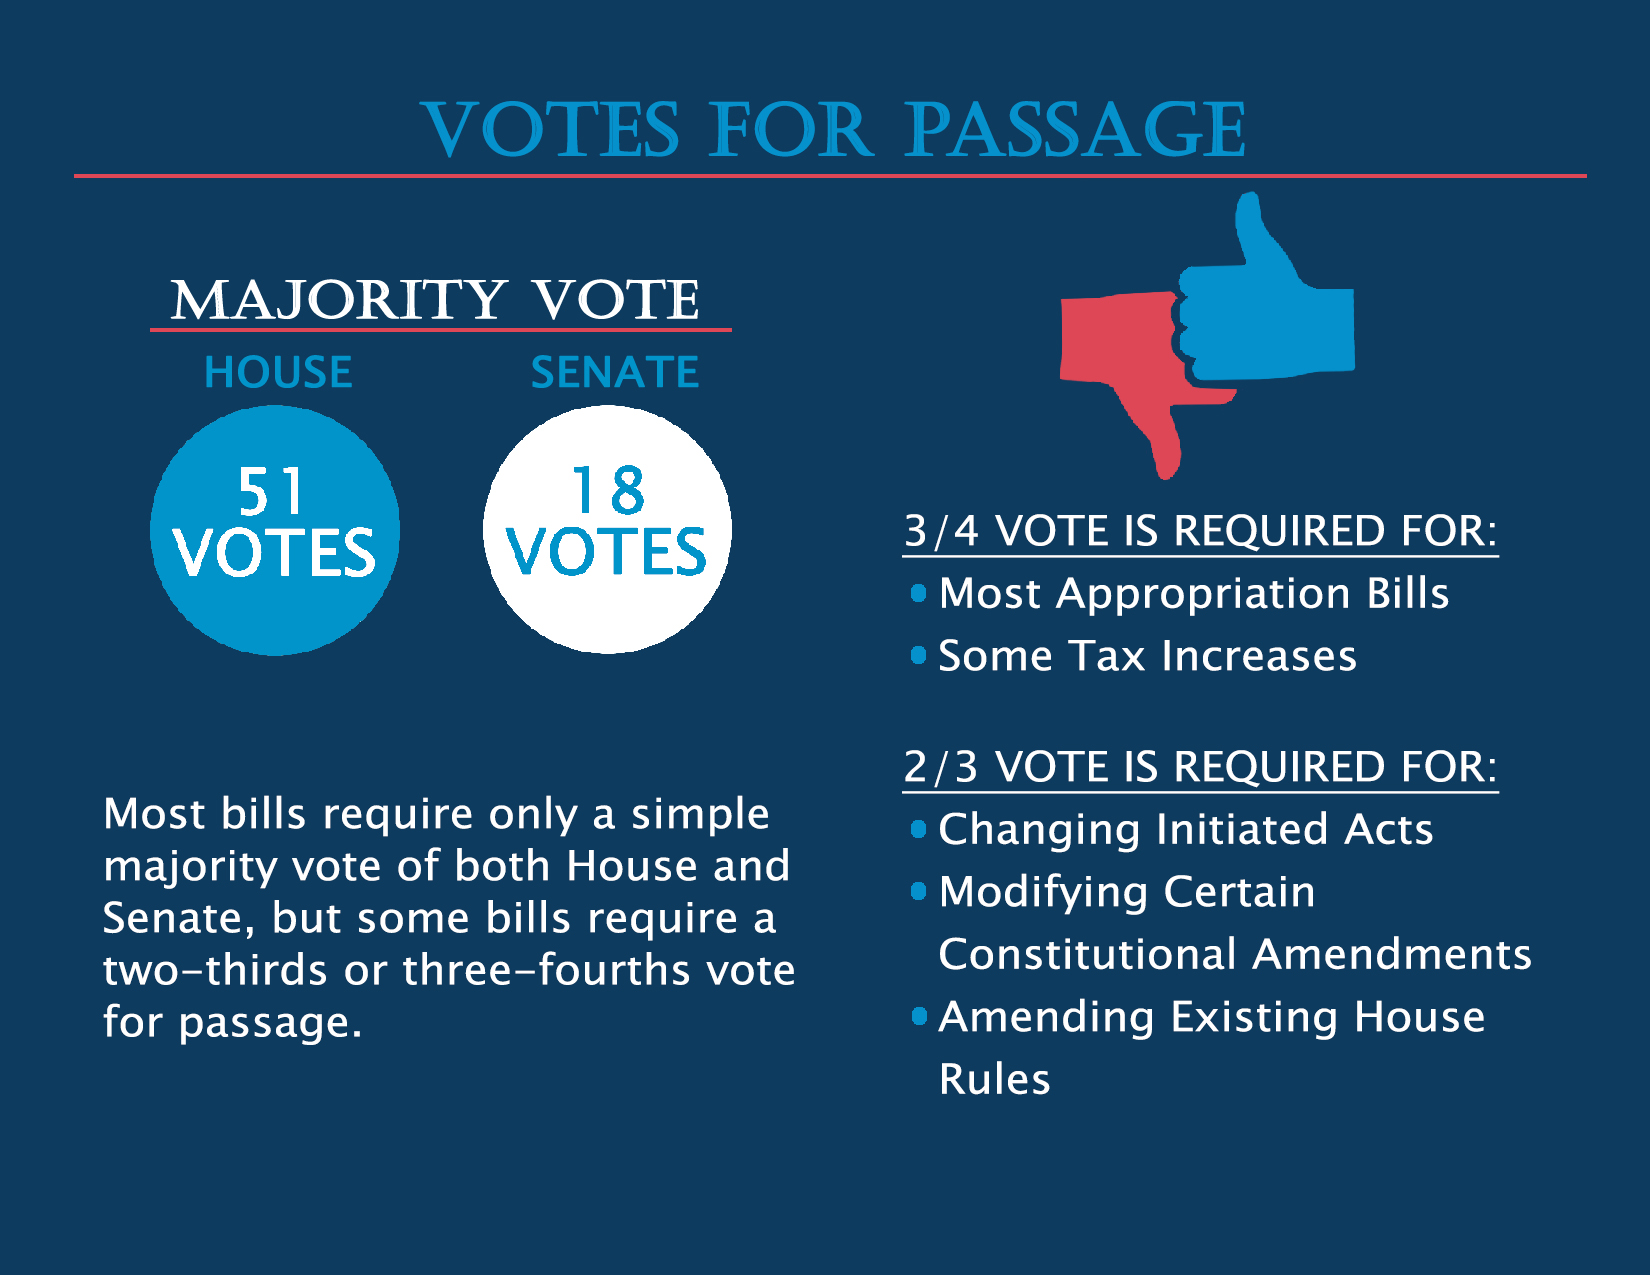 VOTES FOR PASSAGE
MAJORITY VOTE
HOUSE
SENATE
51
VOTES
18
VOTES
Most bills require only a simple
majority vote of both House and
Senate, but some bills require a
two-thirds or three-fourths vote
for passage.
3/4 VOTE IS REQUIRED FOR:
• Most Appropriation Bills
• Some Tax Increases
2/3 VOTE IS REQUIRED FOR:
• Changing Initiated Acts
• Modifying Certain
Constitutional Amendments
• Amending Existing House
Rules